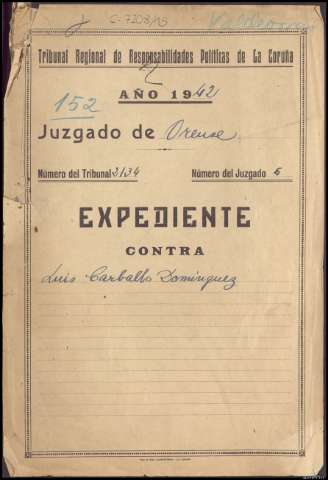 C-7208/15
Tribunal Regional de Responsabilidades Políticas de La Coruña
AÑO 1942
152
Juzgado de Orense
Número del Tribunal 3134 Número del Juzgado 5
EXPEDIENTE
CONTRA
Luis Carballo Domínguez